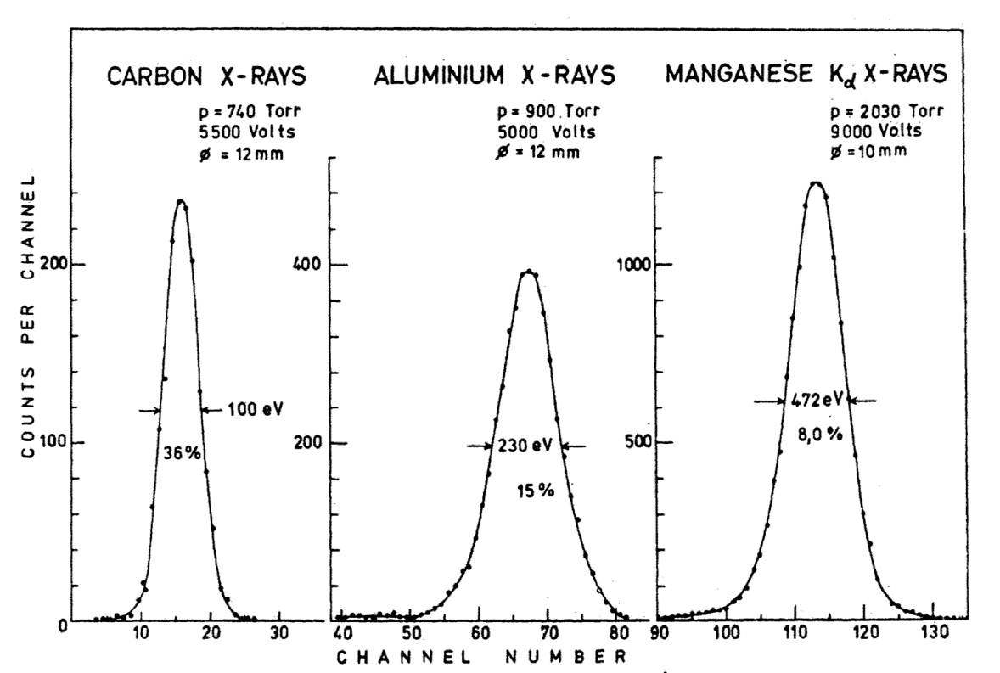 CARBON X-RAYS
p = 740 Torr
5500 Volts
ø = 12 mm
ALUMINIUM X-RAYS
p = 900 Torr
5000 Volts
ø = 12 mm
MANGANESE Kα X-RAYS
p = 2030 Torr
9000 Volts
ø = 10 mm
COUNTS PER CHANNEL
200
100
0
100 eV
36%
400
200
230 eV
15%
1000
500
472 eV
8,0 %
10 20 30 40 50 60 70 80 90 100 110 120 130
CHANNEL NUMBER